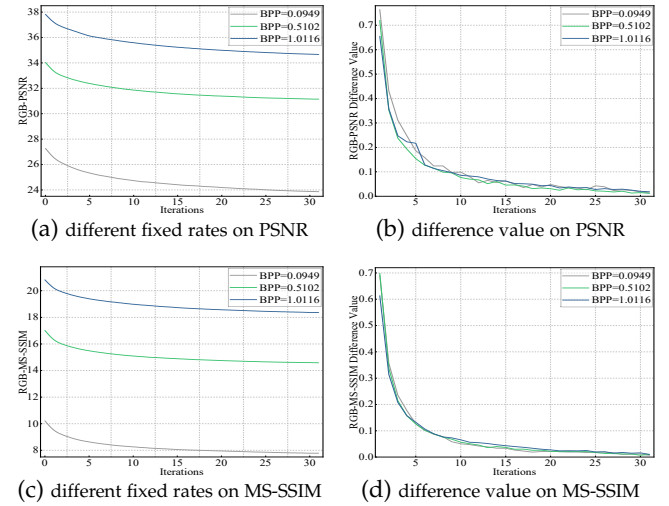 38
36
34
32
30
28
26
24
RGB-PSNR
0 5 10 15 20 25 30
Iterations
BPP=0.0949
BPP=0.5102
BPP=1.0116
(a) different fixed rates on PSNR
0.7
0.6
0.5
0.4
0.3
0.2
0.1
0.0
RGB-PSNR Difference Value
5 10 15 20 25 30
Iterations
BPP=0.0949
BPP=0.5102
BPP=1.0116
(b) difference value on PSNR
20
18
16
14
12
10
8
RGB-MS-SSIM
0 5 10 15 20 25 30
Iterations
BPP=0.0949
BPP=0.5102
BPP=1.0116
(c) different fixed rates on MS-SSIM
0.7
0.6
0.5
0.4
0.3
0.2
0.1
0.0
RGB-MS-SSIM Difference Value
5 10 15 20 25 30
Iterations
BPP=0.0949
BPP=0.5102
BPP=1.0116
(d) difference value on MS-SSIM